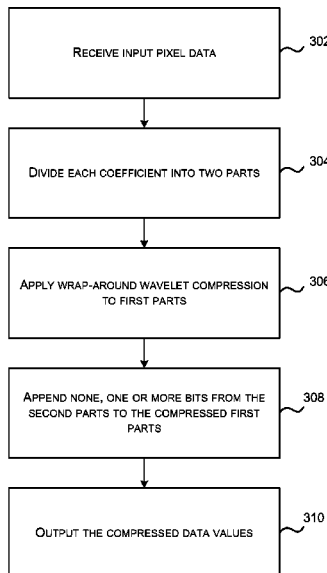 RECEIVE INPUT PIXEL DATA
302
DIVIDE EACH COEFFICIENT INTO TWO PARTS
304
APPLY WRAP-AROUND WAVELET COMPRESSION
TO FIRST PARTS
306
APPEND NONE, ONE OR MORE BITS FROM THE
SECOND PARTS TO THE COMPRESSED FIRST
PARTS
308
OUTPUT THE COMPRESSED DATA VALUES
310